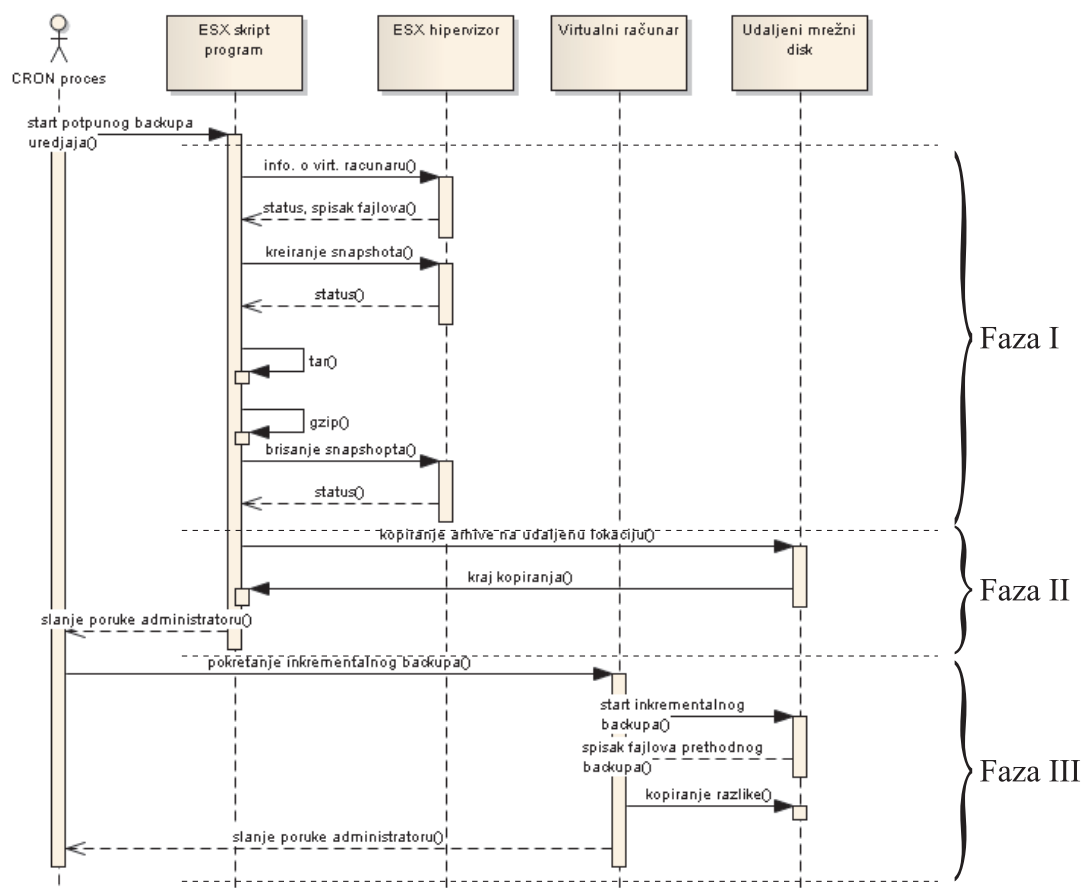 ESX skript
program
ESX hipervizor
Virtualni računar
Udaljeni mrežni
disk
CRON proces
start potpunog backupa
uredjaja()
info. o virt. racunaru()
status, spisak fajlova()
kreiranje snapshota()
status()
Faza I
tar()
gzip()
brisanje snapshopta()
status()
kopiranje arhive na udaljenu lokaciju()
kraj kopiranja()
Faza II
slanje poruke administratoru()
pokretanje inkrementalnog backupa()
start inkrementalnog
backupa()
spisak fajlova prethodnog
backupa()
Faza III
kopiranje razlike()
slanje poruke administratoru()